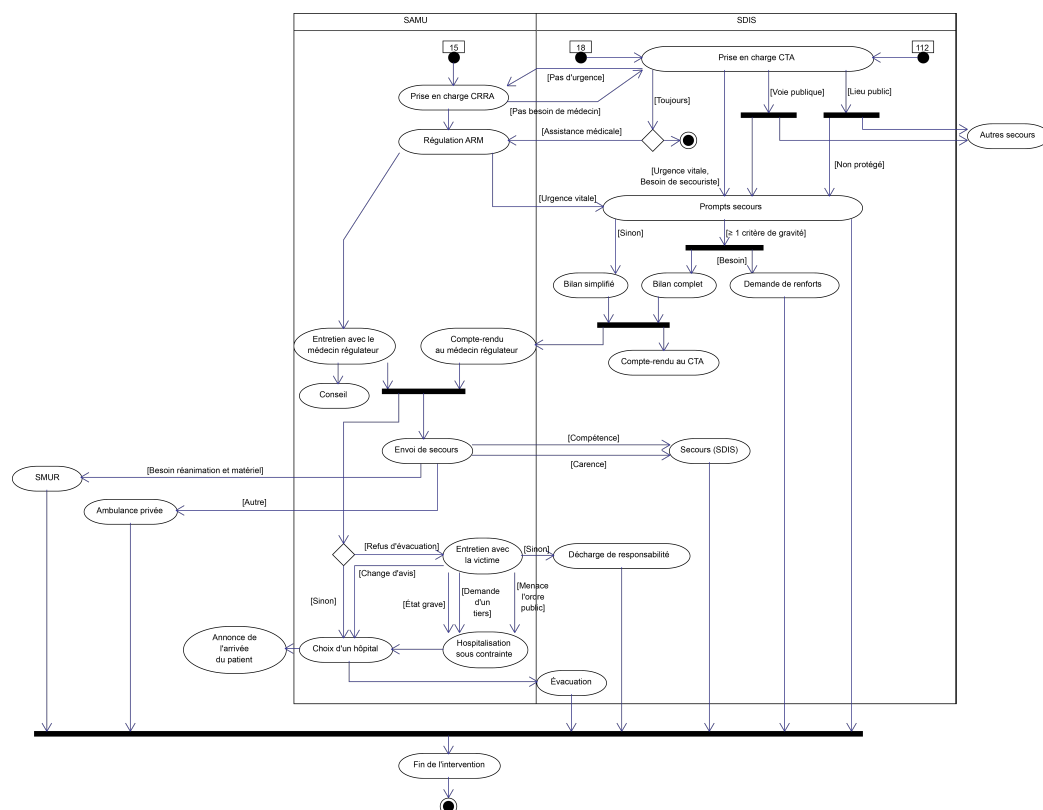 SAMU
SDIS
15
18
112
Prise en charge CTA
[Pas d'urgence]
[Voie publique]
[Lieu public]
Prise en charge CRRA
[Toujours]
[Pas besoin de médecin]
[Assistance médicale]
Régulation ARM
Autres secours
[Non protégé]
[Urgence vitale,
Besoin de secouriste]
[Urgence vitale]
Prompts secours
[Sinon]
[≥ 1 critère de gravité]
[Besoin]
Bilan simplifié
Bilan complet
Demande de renforts
Entretien avec le
médecin régulateur
Compte-rendu
au médecin régulateur
Compte-rendu au CTA
Conseil
[Compétence]
Envoi de secours
Secours (SDIS)
[Carence]
[Besoin réanimation et matériel]
SMUR
[Autre]
Ambulance privée
[Refus d'évacuation]
Entretien avec
la victime
[Sinon]
Décharge de responsabilité
[Change d'avis]
[Menace
l'ordre
public]
[Demande
d'un
tiers]
[État grave]
[Sinon]
Annonce de
l'arrivée
du patient
Choix d'un hôpital
Hospitalisation
sous contrainte
Évacuation
Fin de l'intervention